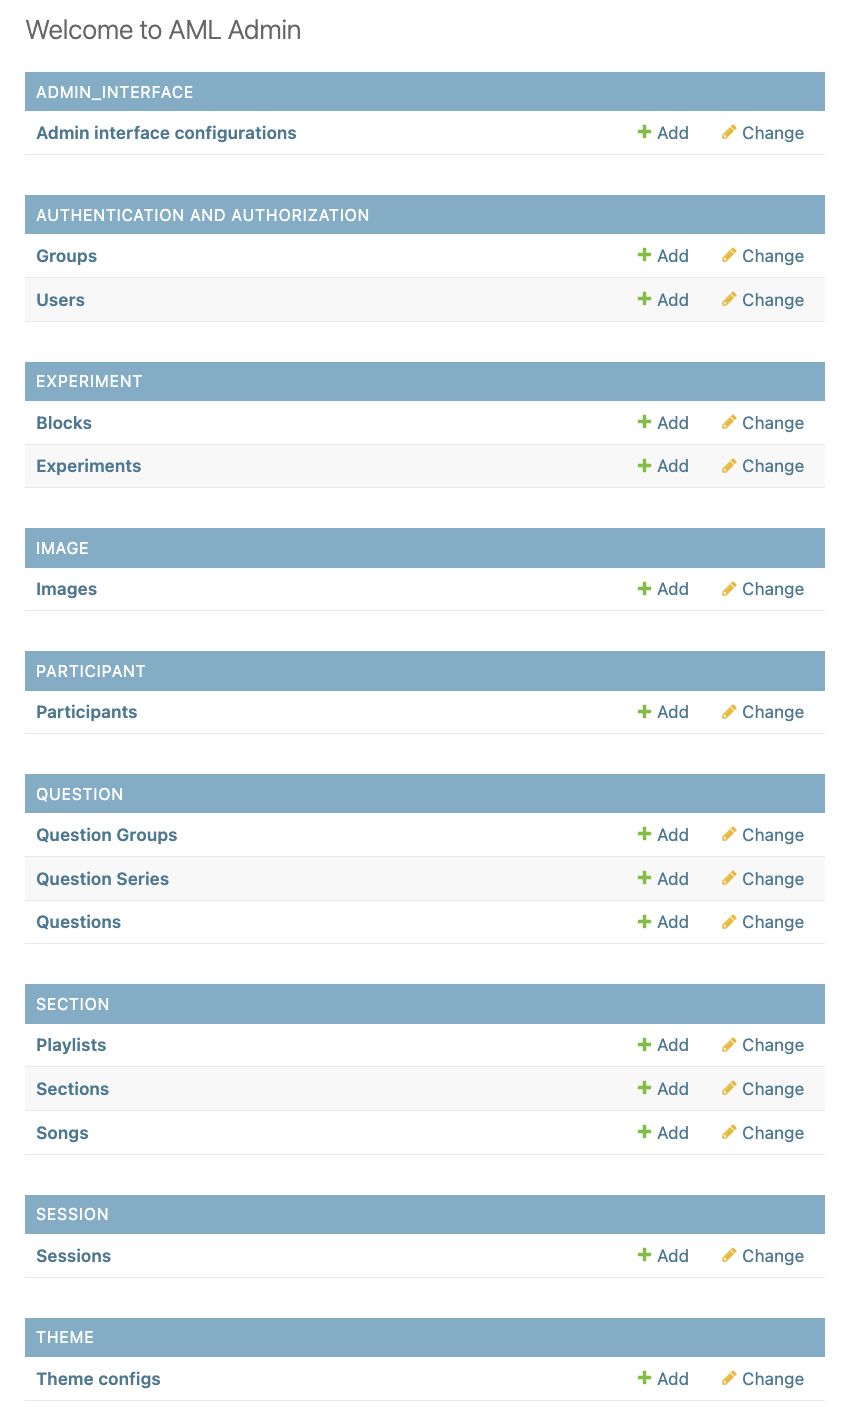 Welcome to AML Admin
ADMIN_INTERFACE
Admin interface configurations Add Change
AUTHENTICATION AND AUTHORIZATION
Groups Add Change
Users Add Change
EXPERIMENT
Blocks Add Change
Experiments Add Change
IMAGE
Images Add Change
PARTICIPANT
Participants Add Change
QUESTION
Question Groups Add Change
Question Series Add Change
Questions Add Change
SECTION
Playlists Add Change
Sections Add Change
Songs Add Change
SESSION
Sessions Add Change
THEME
Theme configs Add Change